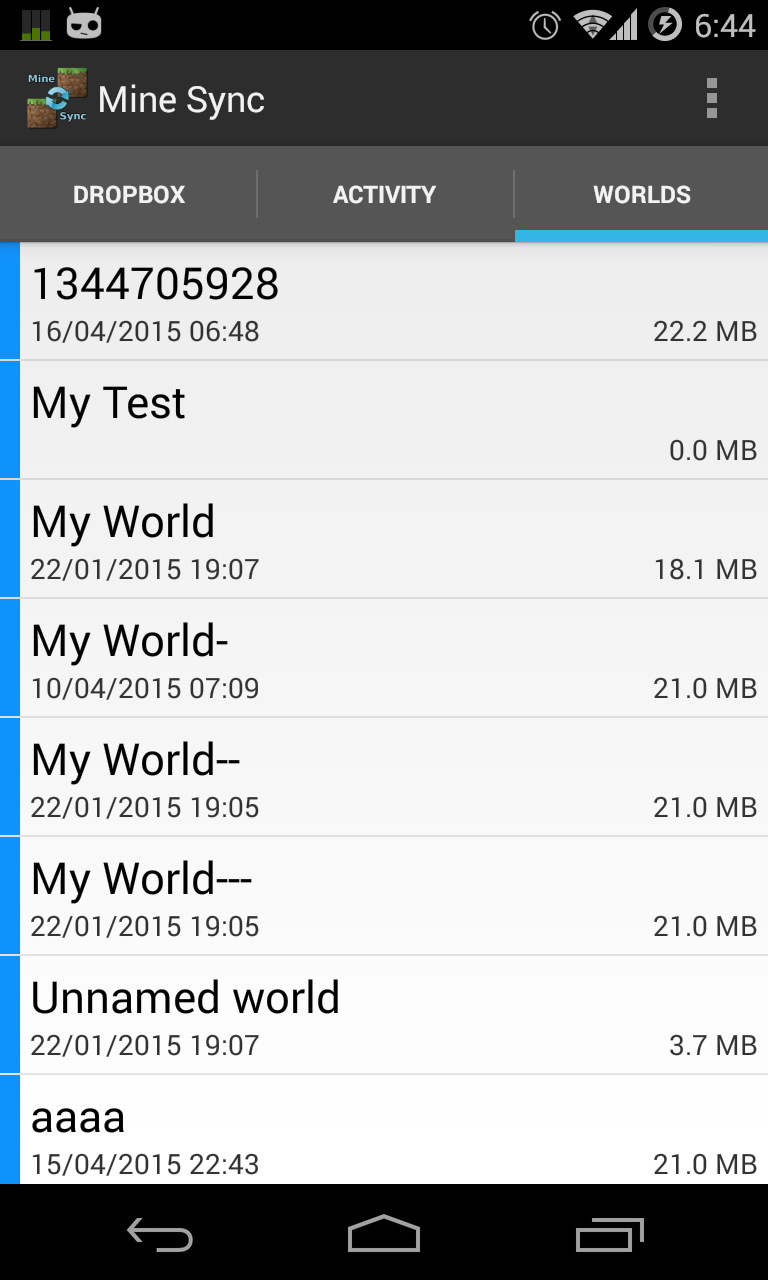 6:44
Mine
Sync
Mine Sync
DROPBOX
ACTIVITY
WORLDS
1344705928
16/04/2015 06:48
22.2 MB
My Test
0.0 MB
My World
22/01/2015 19:07
18.1 MB
My World-
10/04/2015 07:09
21.0 MB
My World--
22/01/2015 19:05
21.0 MB
My World---
22/01/2015 19:05
21.0 MB
Unnamed world
22/01/2015 19:07
3.7 MB
aaaa
15/04/2015 22:43
21.0 MB